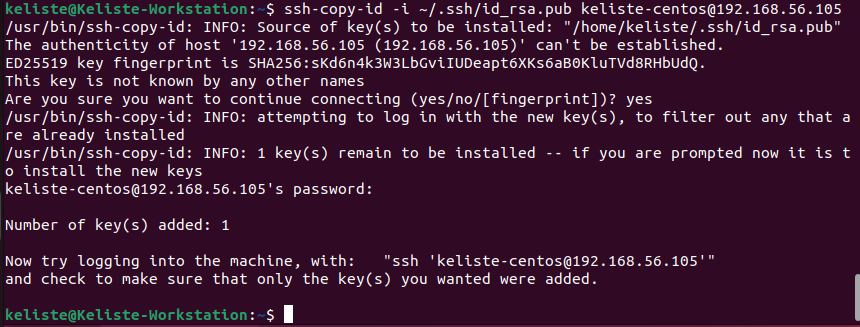 keliste@Keliste-Workstation:~$ ssh-copy-id -i ~/.ssh/id_rsa.pub keliste-centos@192.168.56.105
/usr/bin/ssh-copy-id: INFO: Source of key(s) to be installed: "/home/keliste/.ssh/id_rsa.pub"
The authenticity of host '192.168.56.105 (192.168.56.105)' can't be established.
ED25519 key fingerprint is SHA256:sKd6n4k3W3LbGviIUDeapt6XKs6aB0KluTVd8RHbUdQ.
This key is not known by any other names
Are you sure you want to continue connecting (yes/no/[fingerprint])? yes
/usr/bin/ssh-copy-id: INFO: attempting to log in with the new key(s), to filter out any that a
re already installed
/usr/bin/ssh-copy-id: INFO: 1 key(s) remain to be installed -- if you are prompted now it is t
o install the new keys
keliste-centos@192.168.56.105's password:
Number of key(s) added: 1
Now try logging into the machine, with:   "ssh 'keliste-centos@192.168.56.105'"
and check to make sure that only the key(s) you wanted were added.
keliste@Keliste-Workstation:~$